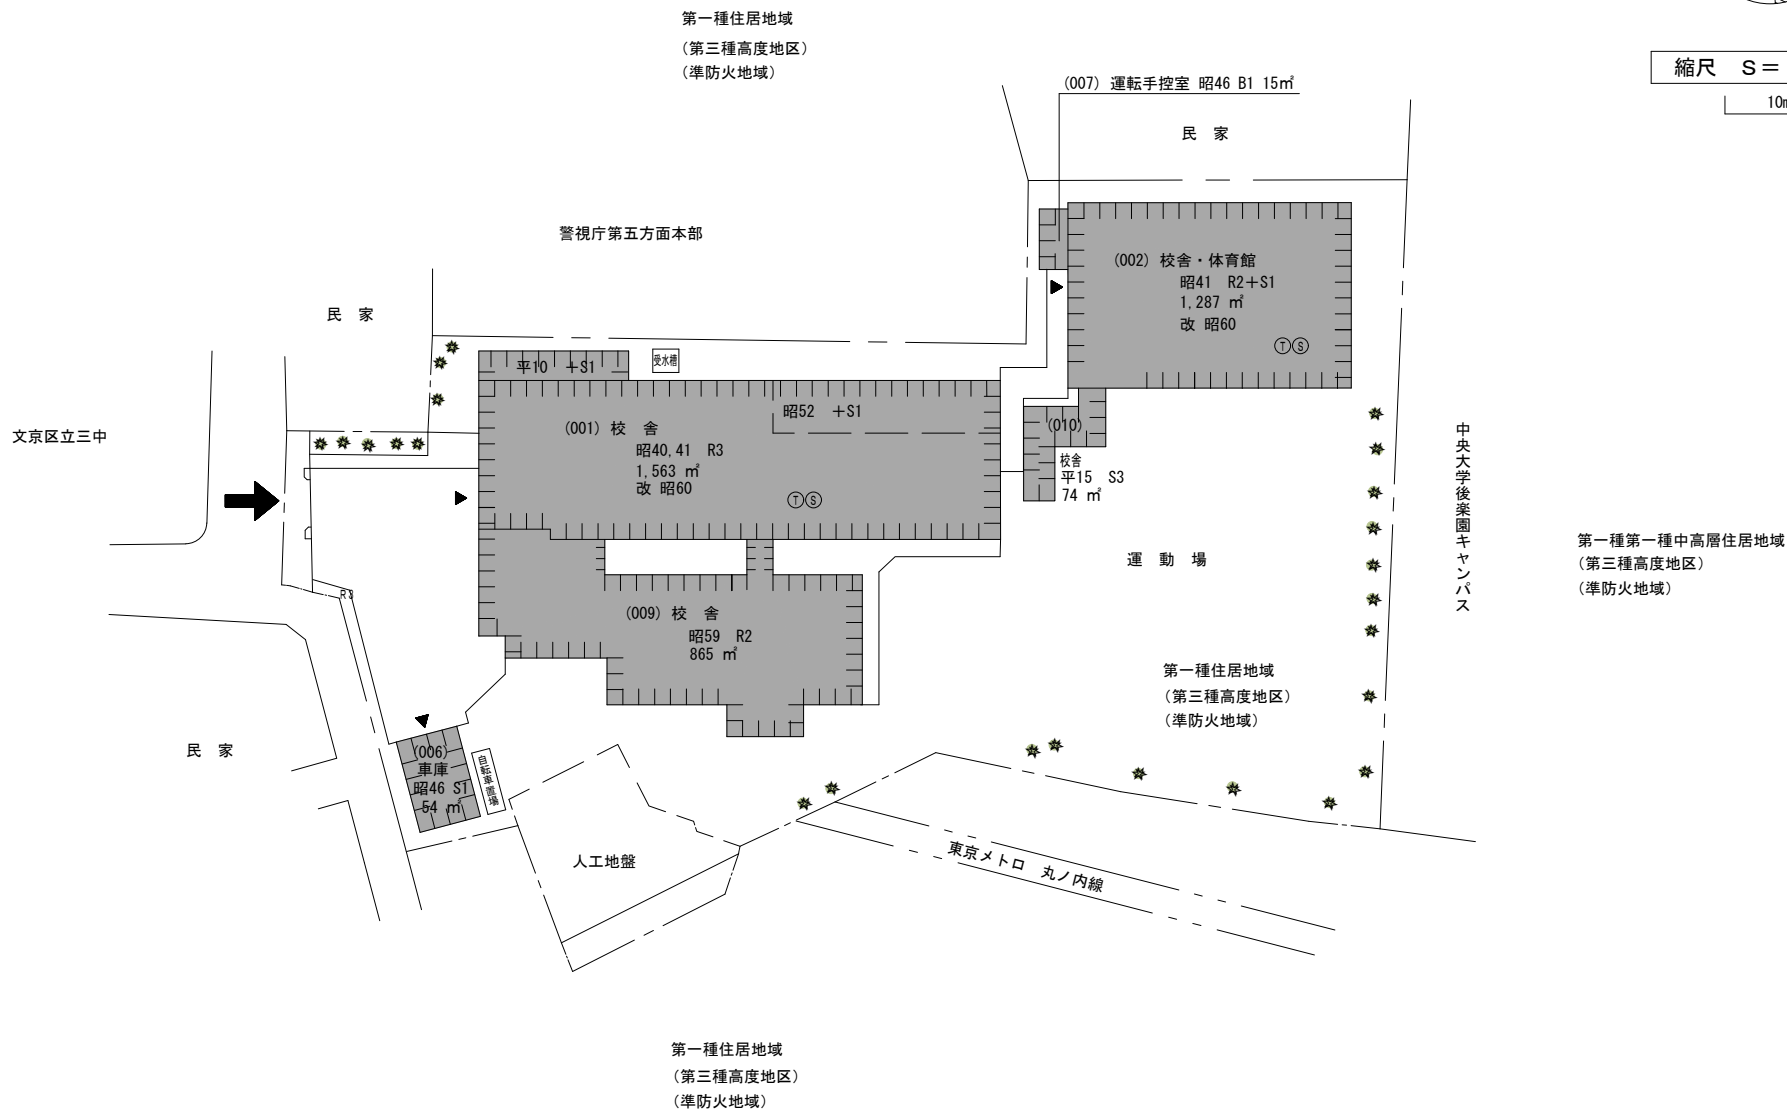 第一種住居地域
(第三種高度地区)
(準防火地域)
縮尺 S=
10m
(007) 運転手控室 昭46 B1 15㎡
民 家
警視庁第五方面本部
(002) 校舎・体育館
昭41 R2+S1
1,287 ㎡
改 昭60
T S
民 家
平10 +S1
受水槽
昭52 +S1
(001) 校 舎
昭40,41 R3
1,563 ㎡
改 昭60
T S
(010)
校舎
平15 S3
74 ㎡
文京区立三中
中央大学後楽園キャンパス
運 動 場
第一種第一種中高層住居地域
(第三種高度地区)
(準防火地域)
R3
(009) 校 舎
昭59 R2
865 ㎡
第一種住居地域
(第三種高度地区)
(準防火地域)
民 家
(006)
車庫
昭46 S1
54 ㎡
自転車置場
人工地盤
東京メトロ 丸ノ内線
第一種住居地域
(第三種高度地区)
(準防火地域)